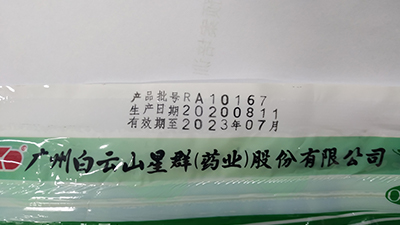 产品批号RA10167
生产日期20200811
有效期至2023年07月
广州白云山星群(药业)股份有限公司